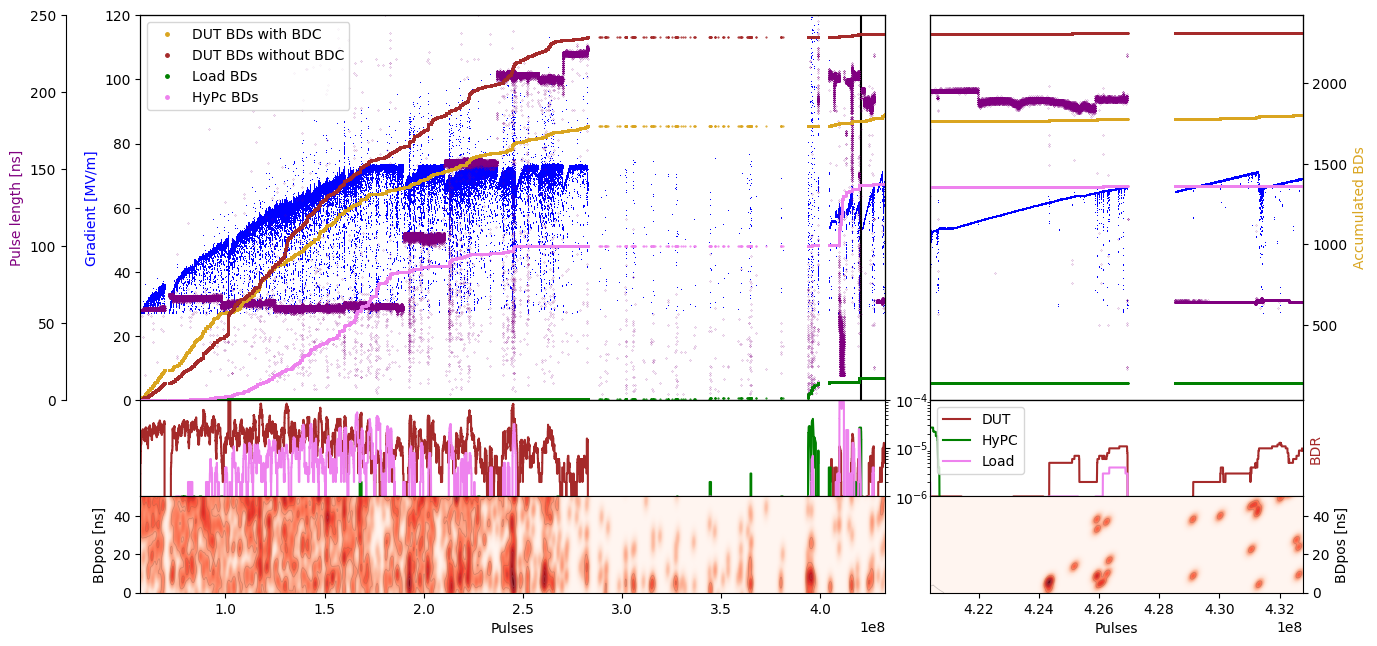 250
200
150
100
50
0
Pulse length [ns]
120
100
80
60
40
20
0
Gradient [MV/m]
DUT BDs with BDC
DUT BDs without BDC
Load BDs
HyPc BDs
2000
1500
1000
500
Accumulated BDs
10⁻⁴
10⁻⁵
10⁻⁶
DUT
HyPC
Load
BDR
BDpos [ns]
40
20
0
40
20
0
BDpos [ns]
1.0 1.5 2.0 2.5 3.0 3.5 4.0
1e8
Pulses
4.22 4.24 4.26 4.28 4.30 4.32
1e8
Pulses